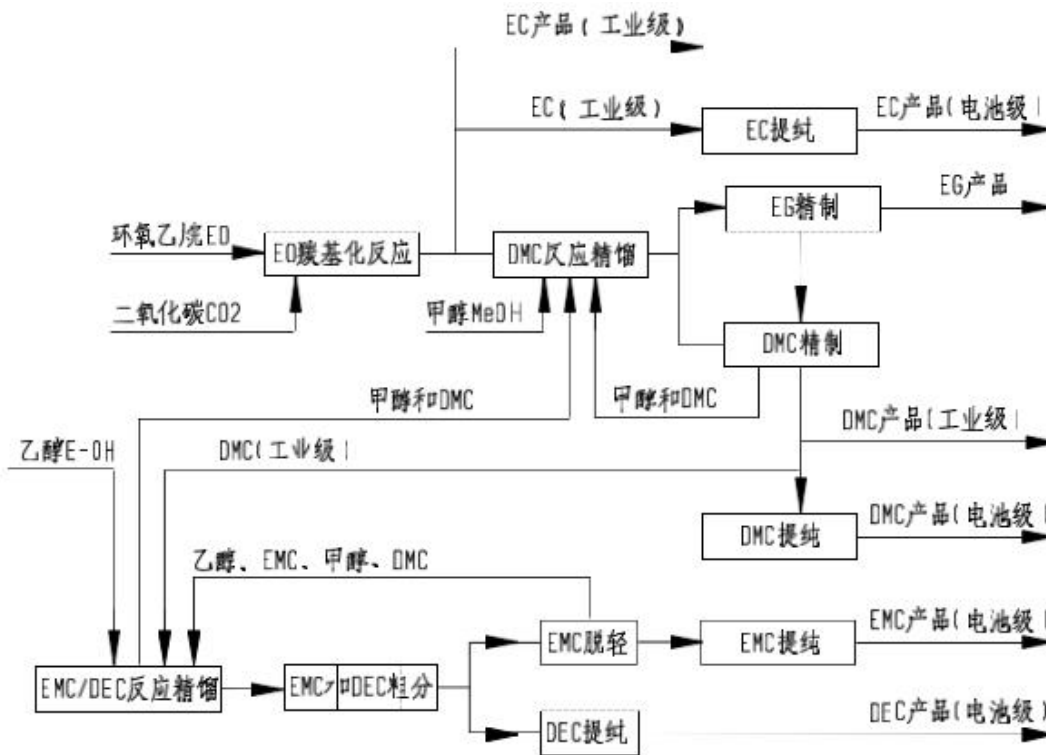 EC产品(工业级)
EC(工业级)
EC提纯
EC产品(电池级)
EG精制
EG产品
环氧乙烷EO
EO羰基化反应
DMC反应精馏
二氧化碳CO2
甲醇MeOH
DMC精制
甲醇和DMC
甲醇和DMC
DMC产品(工业级)
乙醇E-OH
DMC(工业级)
DMC提纯
DMC产品(电池级)
乙醇、EMC、甲醇、DMC
EMC脱轻
EMC提纯
EMC产品(电池级)
EMC/DEC反应精馏
EMC和DEC粗分
DEC提纯
DEC产品(电池级)